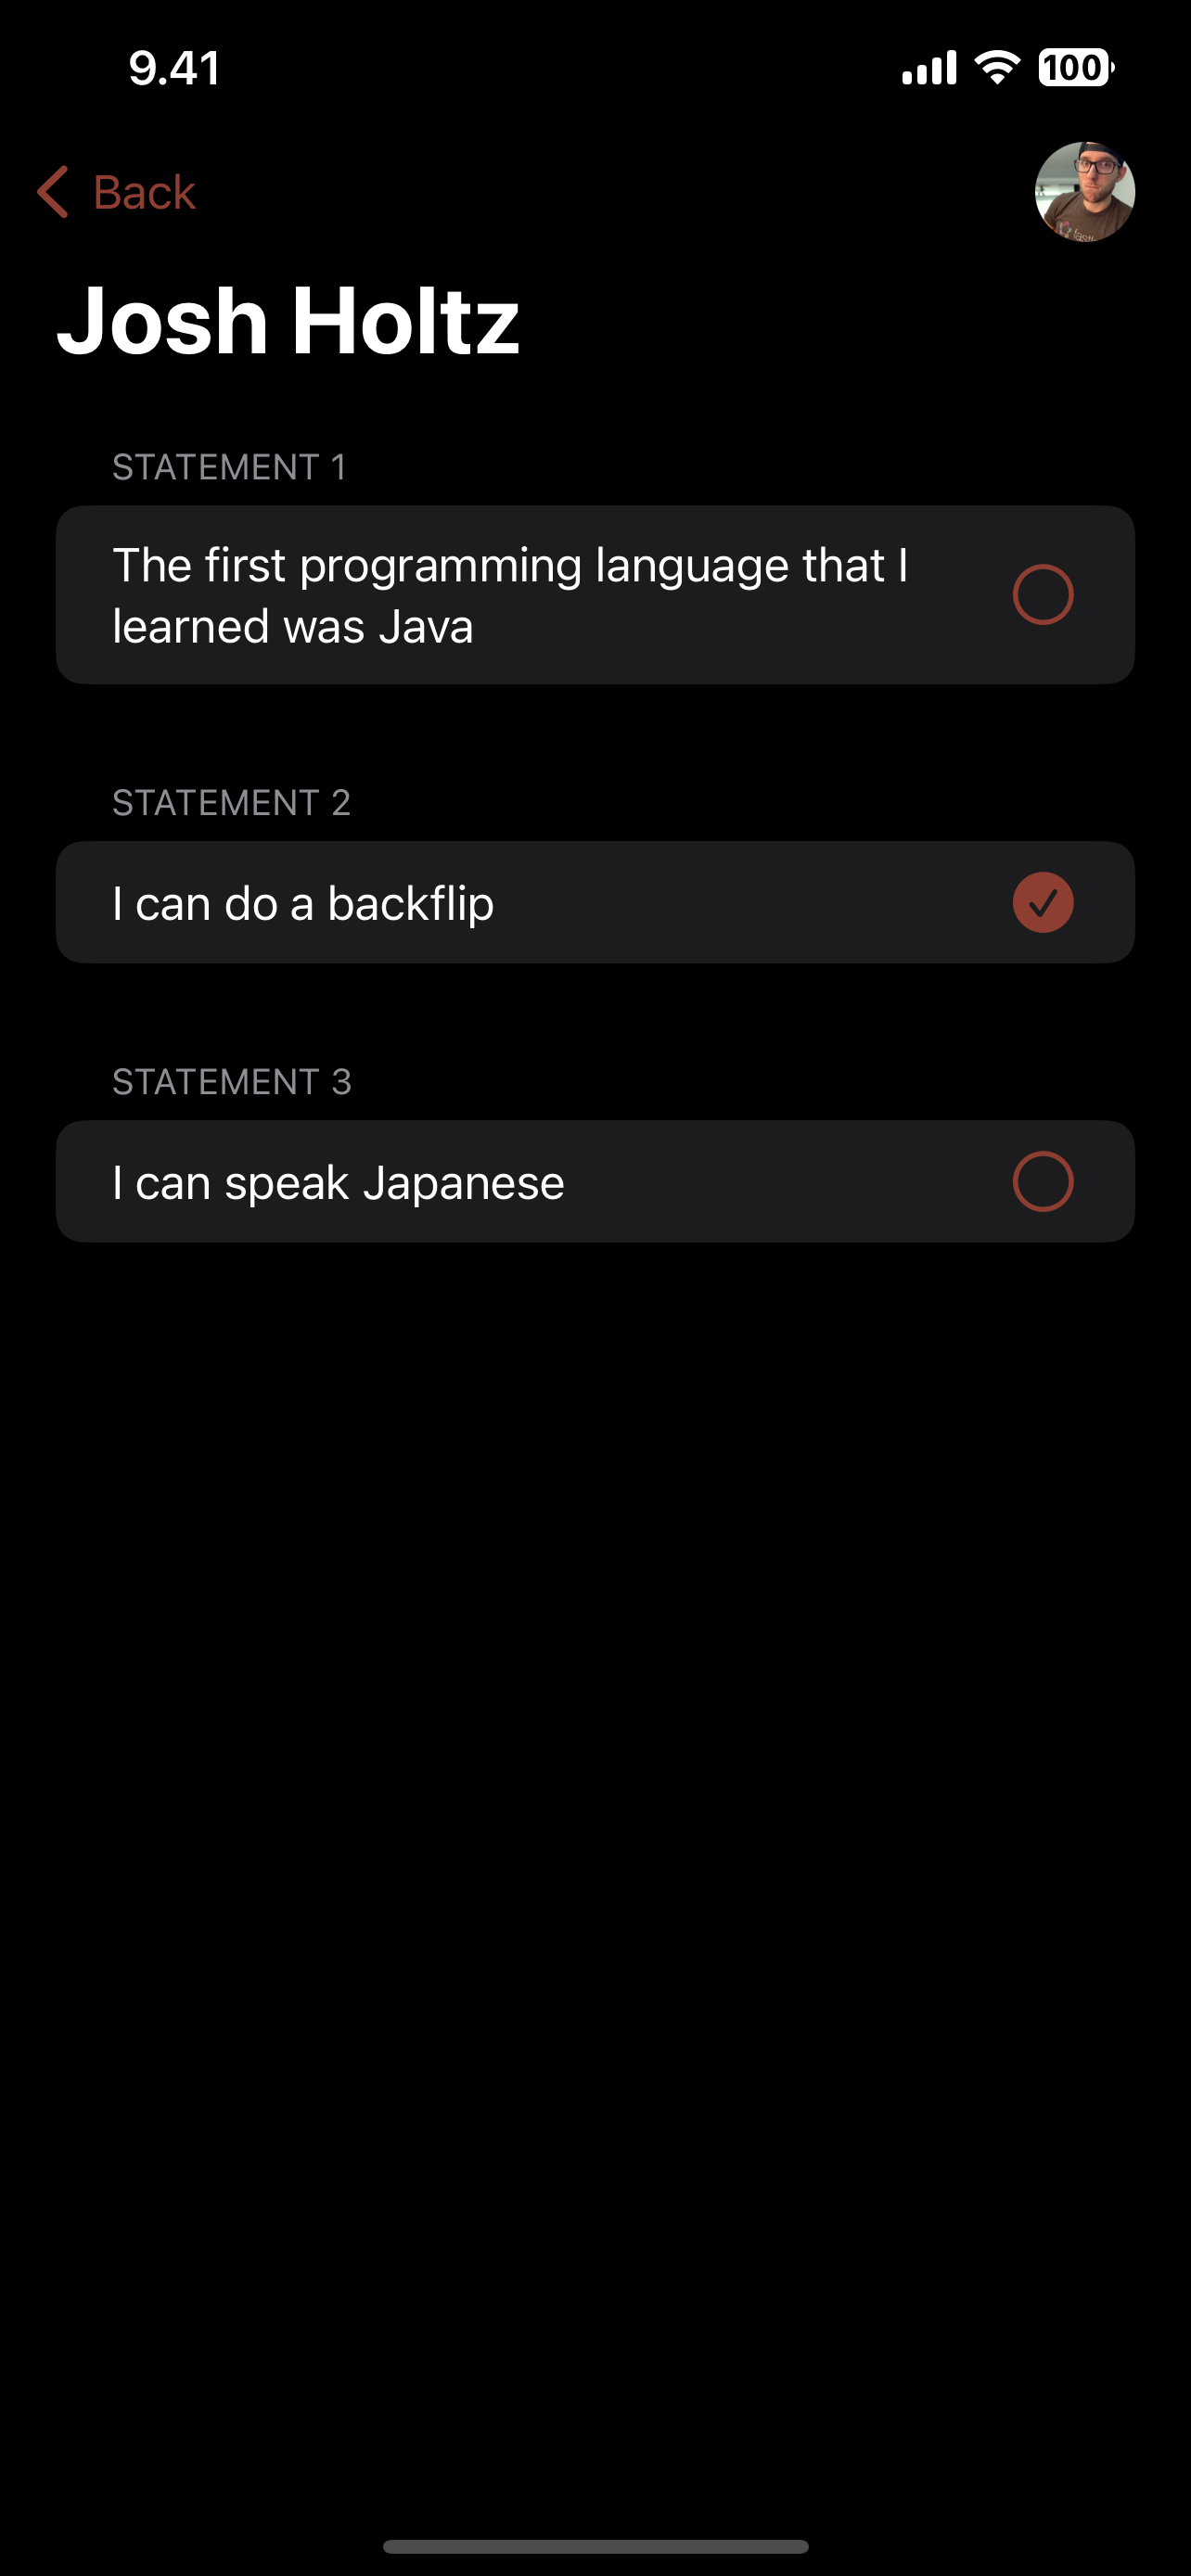 9.41
100
Back
Josh Holtz
STATEMENT 1
The first programming language that I
learned was Java
STATEMENT 2
I can do a backflip
STATEMENT 3
I can speak Japanese